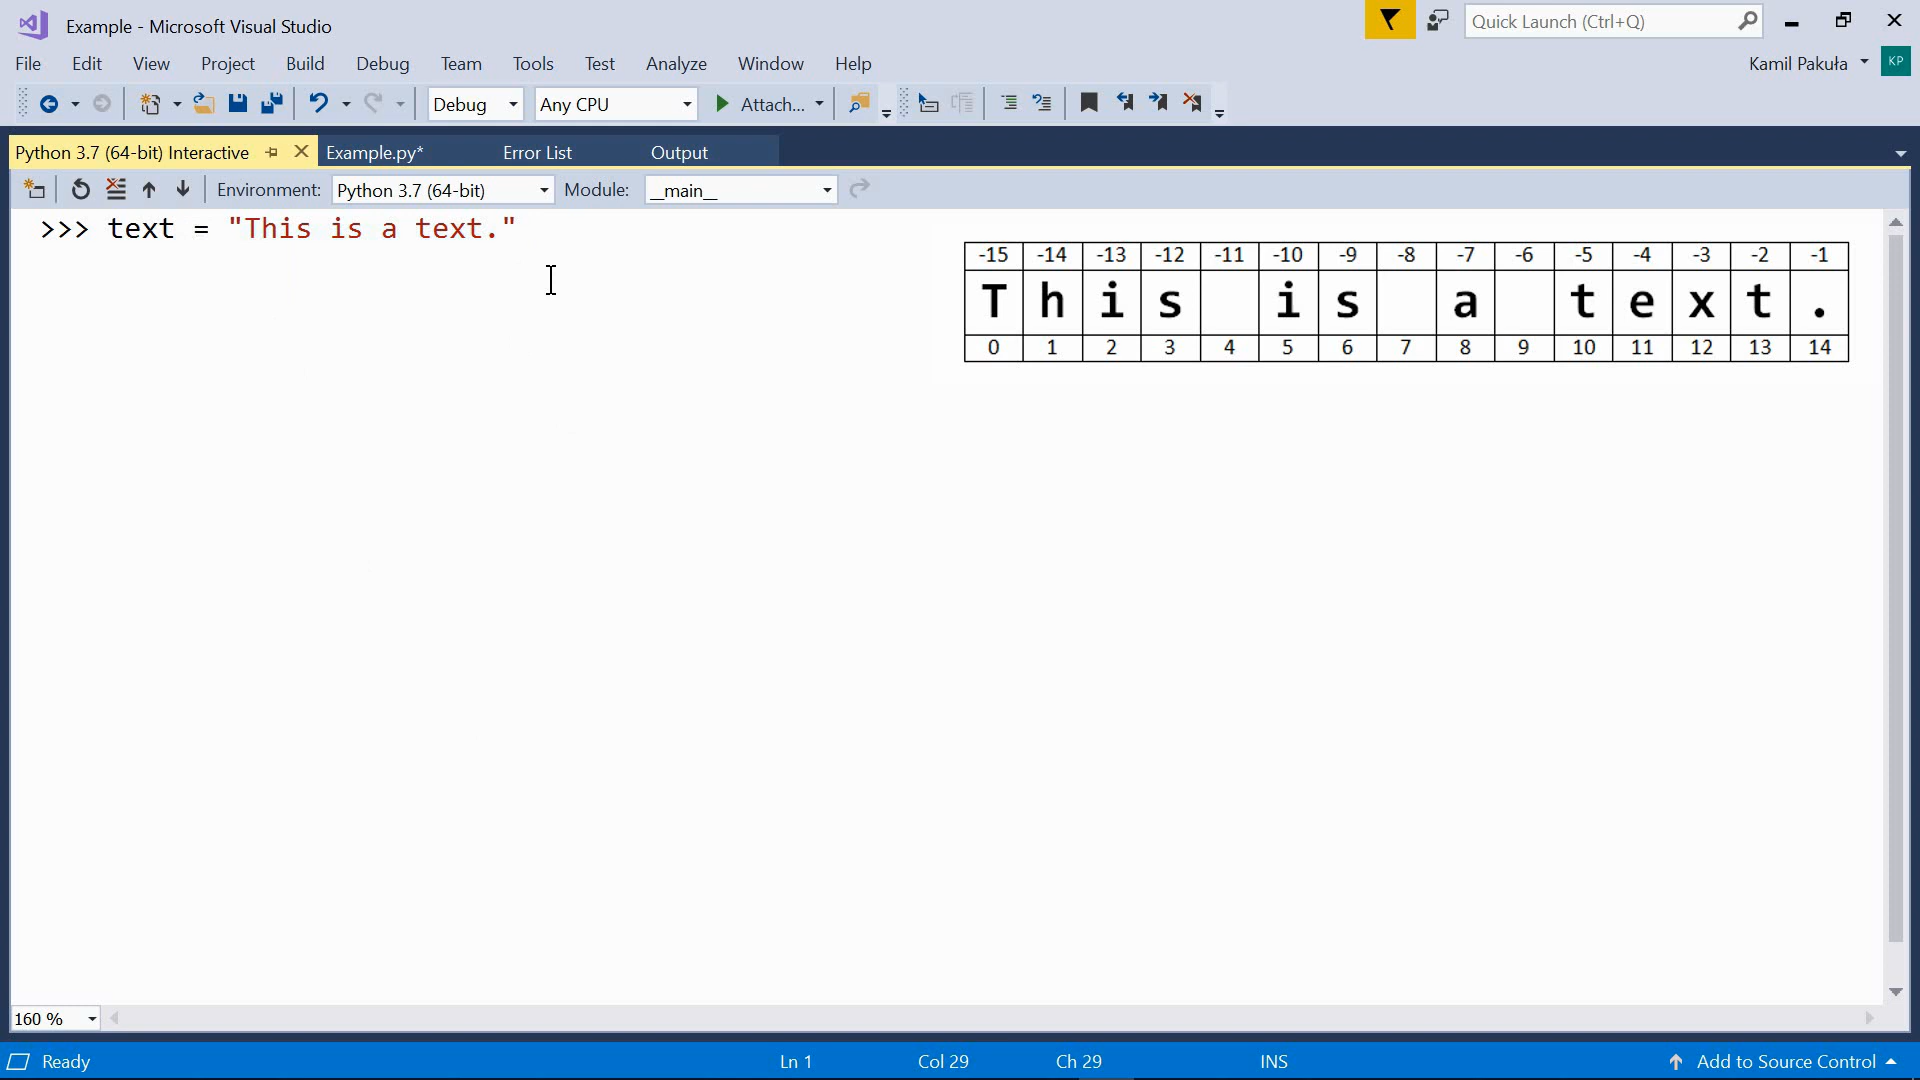 Example - Microsoft Visual Studio
Quick Launch (Ctrl+Q)
File Edit View Project Build Debug Team Tools Test Analyze Window Help
Kamil Pakuła KP
Debug Any CPU Attach...
Python 3.7 (64-bit) Interactive Example.py* Error List Output
Environment: Python 3.7 (64-bit) Module: __main__
>>> text = "This is a text."
-15 -14 -13 -12 -11 -10 -9 -8 -7 -6 -5 -4 -3 -2 -1
T h i s i s a t e x t .
0 1 2 3 4 5 6 7 8 9 10 11 12 13 14
160 %
Ready Ln 1 Col 29 Ch 29 INS Add to Source Control